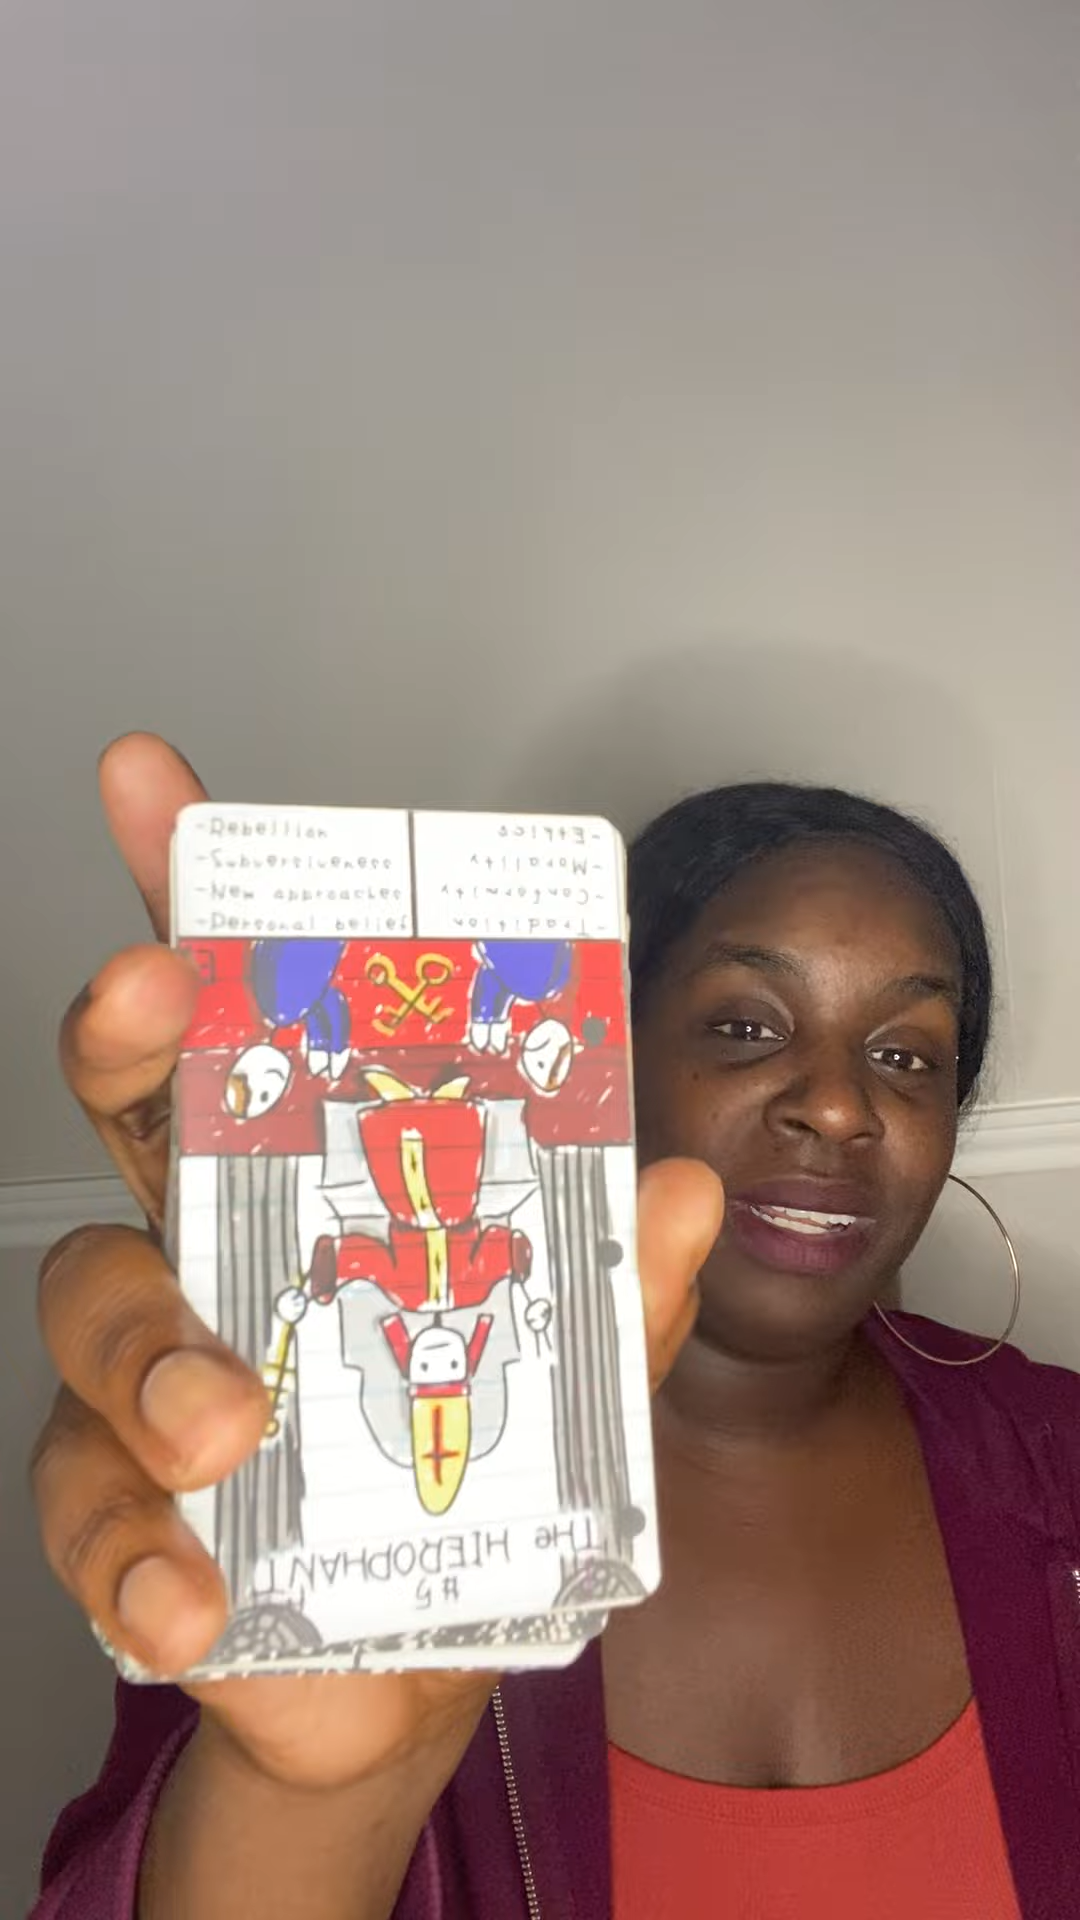 -Rebellion
-Subversiveness
-New approaches
-Personal belief
-Tradition
-Conformity
-Morality
-Ethics
#5
THE HIEROPHANT